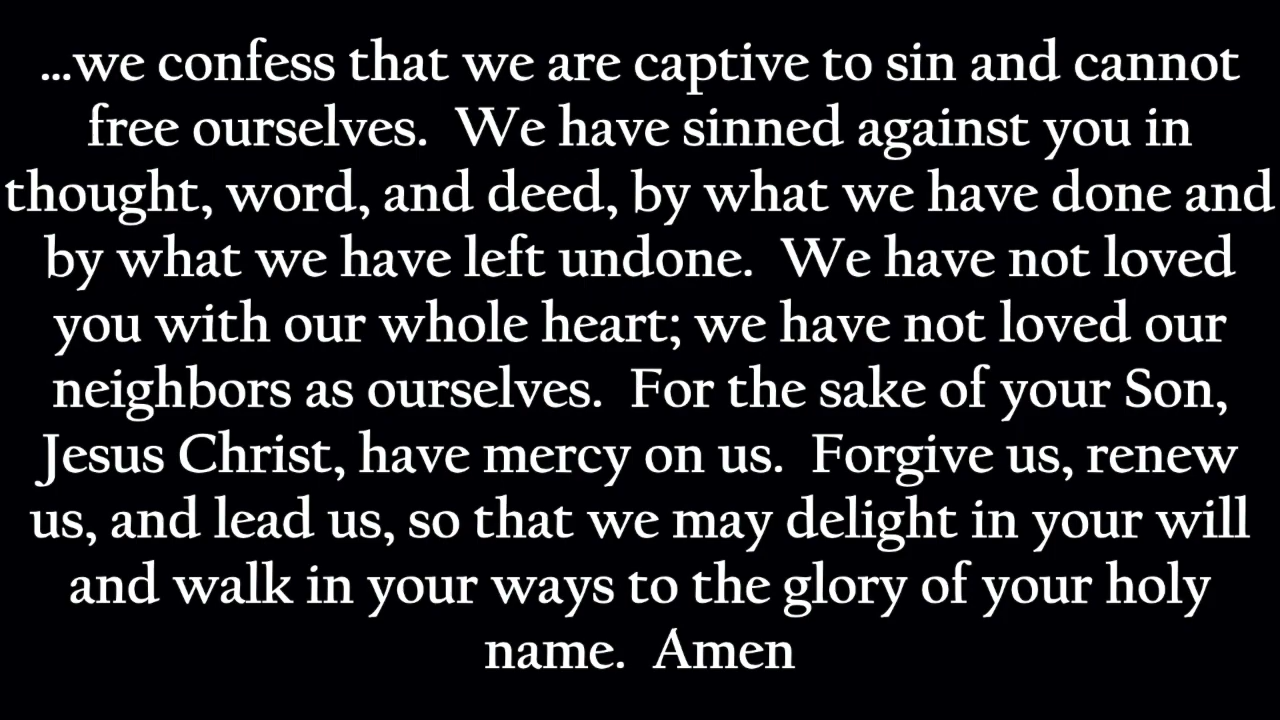 ...we confess that we are captive to sin and cannot
free ourselves.  We have sinned against you in
thought, word, and deed, by what we have done and
by what we have left undone.  We have not loved
you with our whole heart; we have not loved our
neighbors as ourselves.  For the sake of your Son,
Jesus Christ, have mercy on us.  Forgive us, renew
us, and lead us, so that we may delight in your will
and walk in your ways to the glory of your holy
name.  Amen